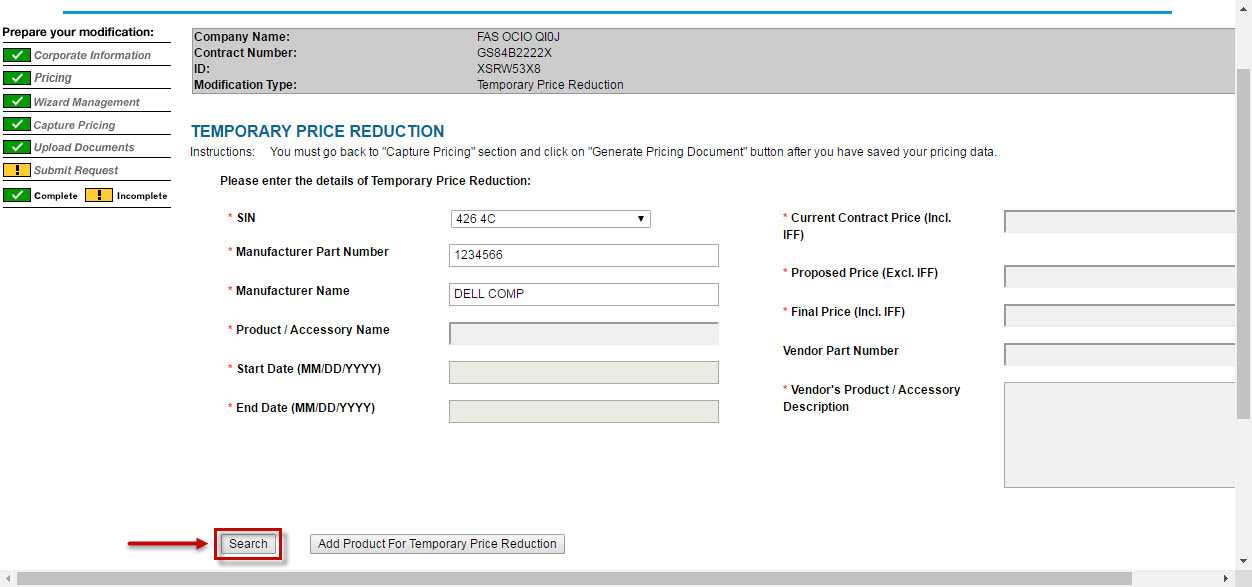 Prepare your modification:
Corporate Information
Pricing
Wizard Management
Capture Pricing
Upload Documents
! Submit Request
Complete ! Incomplete
Company Name: FAS OCIO QI0J
Contract Number: GS84B2222X
ID: XSRW53X8
Modification Type: Temporary Price Reduction
TEMPORARY PRICE REDUCTION
Instructions: You must go back to "Capture Pricing" section and click on "Generate Pricing Document" button after you have saved your pricing data.
Please enter the details of Temporary Price Reduction:
* SIN 426 4C
* Manufacturer Part Number 1234566
* Manufacturer Name DELL COMP
* Product / Accessory Name
* Start Date (MM/DD/YYYY)
* End Date (MM/DD/YYYY)
* Current Contract Price (Incl.
IFF)
* Proposed Price (Excl. IFF)
* Final Price (Incl. IFF)
Vendor Part Number
* Vendor's Product / Accessory
Description
Search Add Product For Temporary Price Reduction